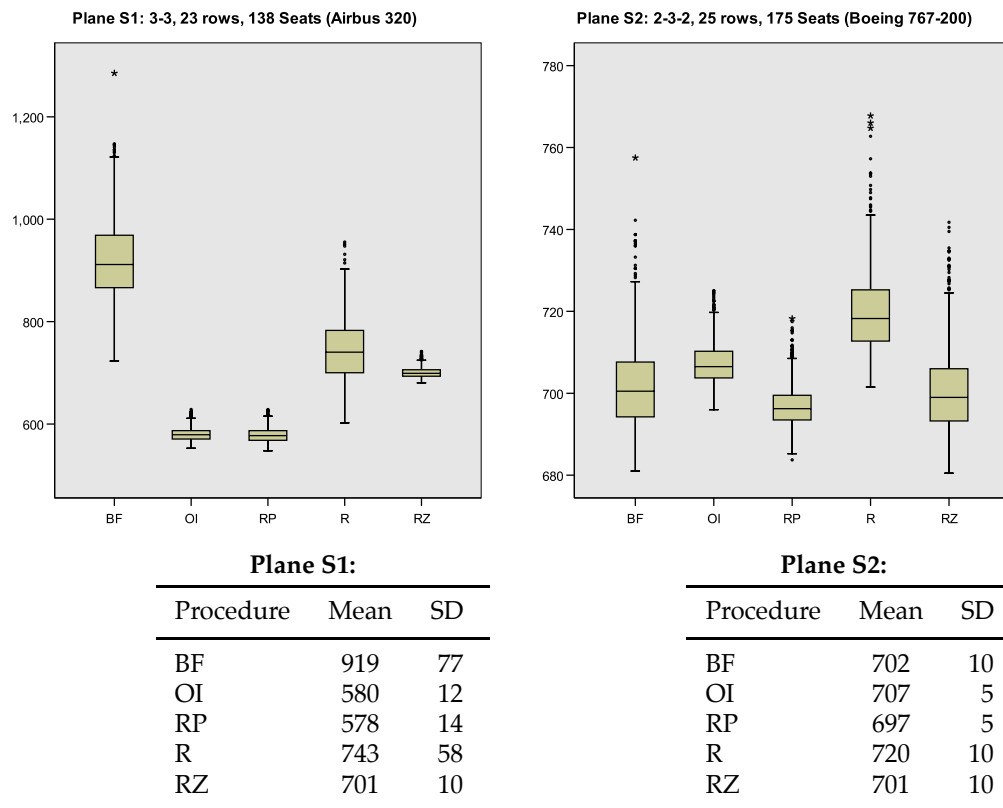 Plane S1: 3-3, 23 rows, 138 Seats (Airbus 320)
1,200
1,000
800
600
BF OI RP R RZ
Plane S2: 2-3-2, 25 rows, 175 Seats (Boeing 767-200)
780
760
740
720
700
680
BF OI RP R RZ
Plane S1:
Procedure Mean SD
BF 919 77
OI 580 12
RP 578 14
R 743 58
RZ 701 10
Plane S2:
Procedure Mean SD
BF 702 10
OI 707 5
RP 697 5
R 720 10
RZ 701 10